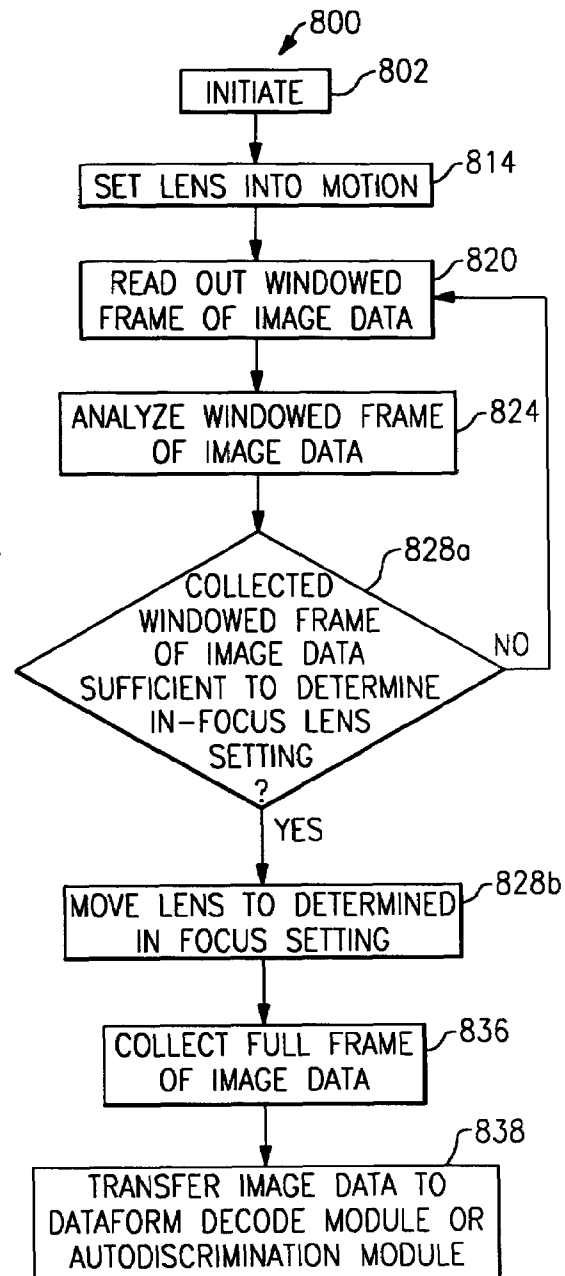 800
802
INITIATE
814
SET LENS INTO MOTION
820
READ OUT WINDOWED
FRAME OF IMAGE DATA
824
ANALYZE WINDOWED FRAME
OF IMAGE DATA
828a
COLLECTED
WINDOWED FRAME
OF IMAGE DATA
SUFFICIENT TO DETERMINE
IN-FOCUS LENS
SETTING
?
NO
YES
828b
MOVE LENS TO DETERMINED
IN FOCUS SETTING
836
COLLECT FULL FRAME
OF IMAGE DATA
838
TRANSFER IMAGE DATA TO
DATAFORM DECODE MODULE OR
AUTODISCRIMINATION MODULE